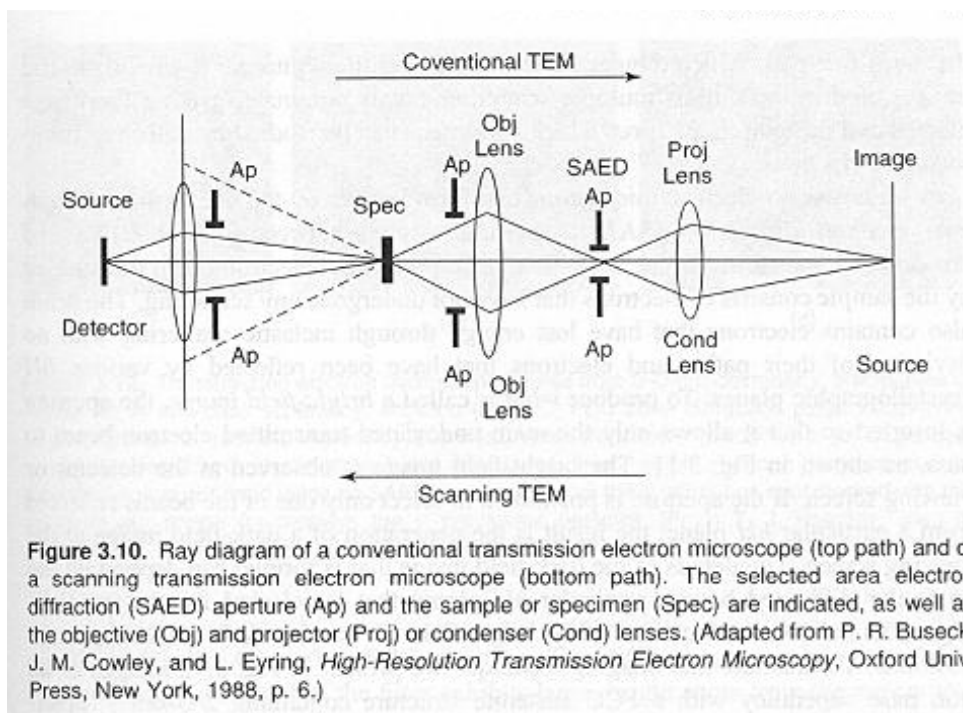 Coventional TEM
Obj
Lens
Ap
SAED
Ap
Proj
Lens
Image
Ap
Source
Spec
Detector
Ap
Ap
Obj
Lens
Ap
Cond
Lens
Source
Scanning TEM
Figure 3.10. Ray diagram of a conventional transmission electron microscope (top path) and o
a scanning transmission electron microscope (bottom path). The selected area electro
diffraction (SAED) aperture (Ap) and the sample or specimen (Spec) are indicated, as well a
the objective (Obj) and projector (Proj) or condenser (Cond) lenses. (Adapted from P. R. Buseck
J. M. Cowley, and L. Eyring, High-Resolution Transmission Electron Microscopy, Oxford Univ
Press, New York, 1988, p. 6.)